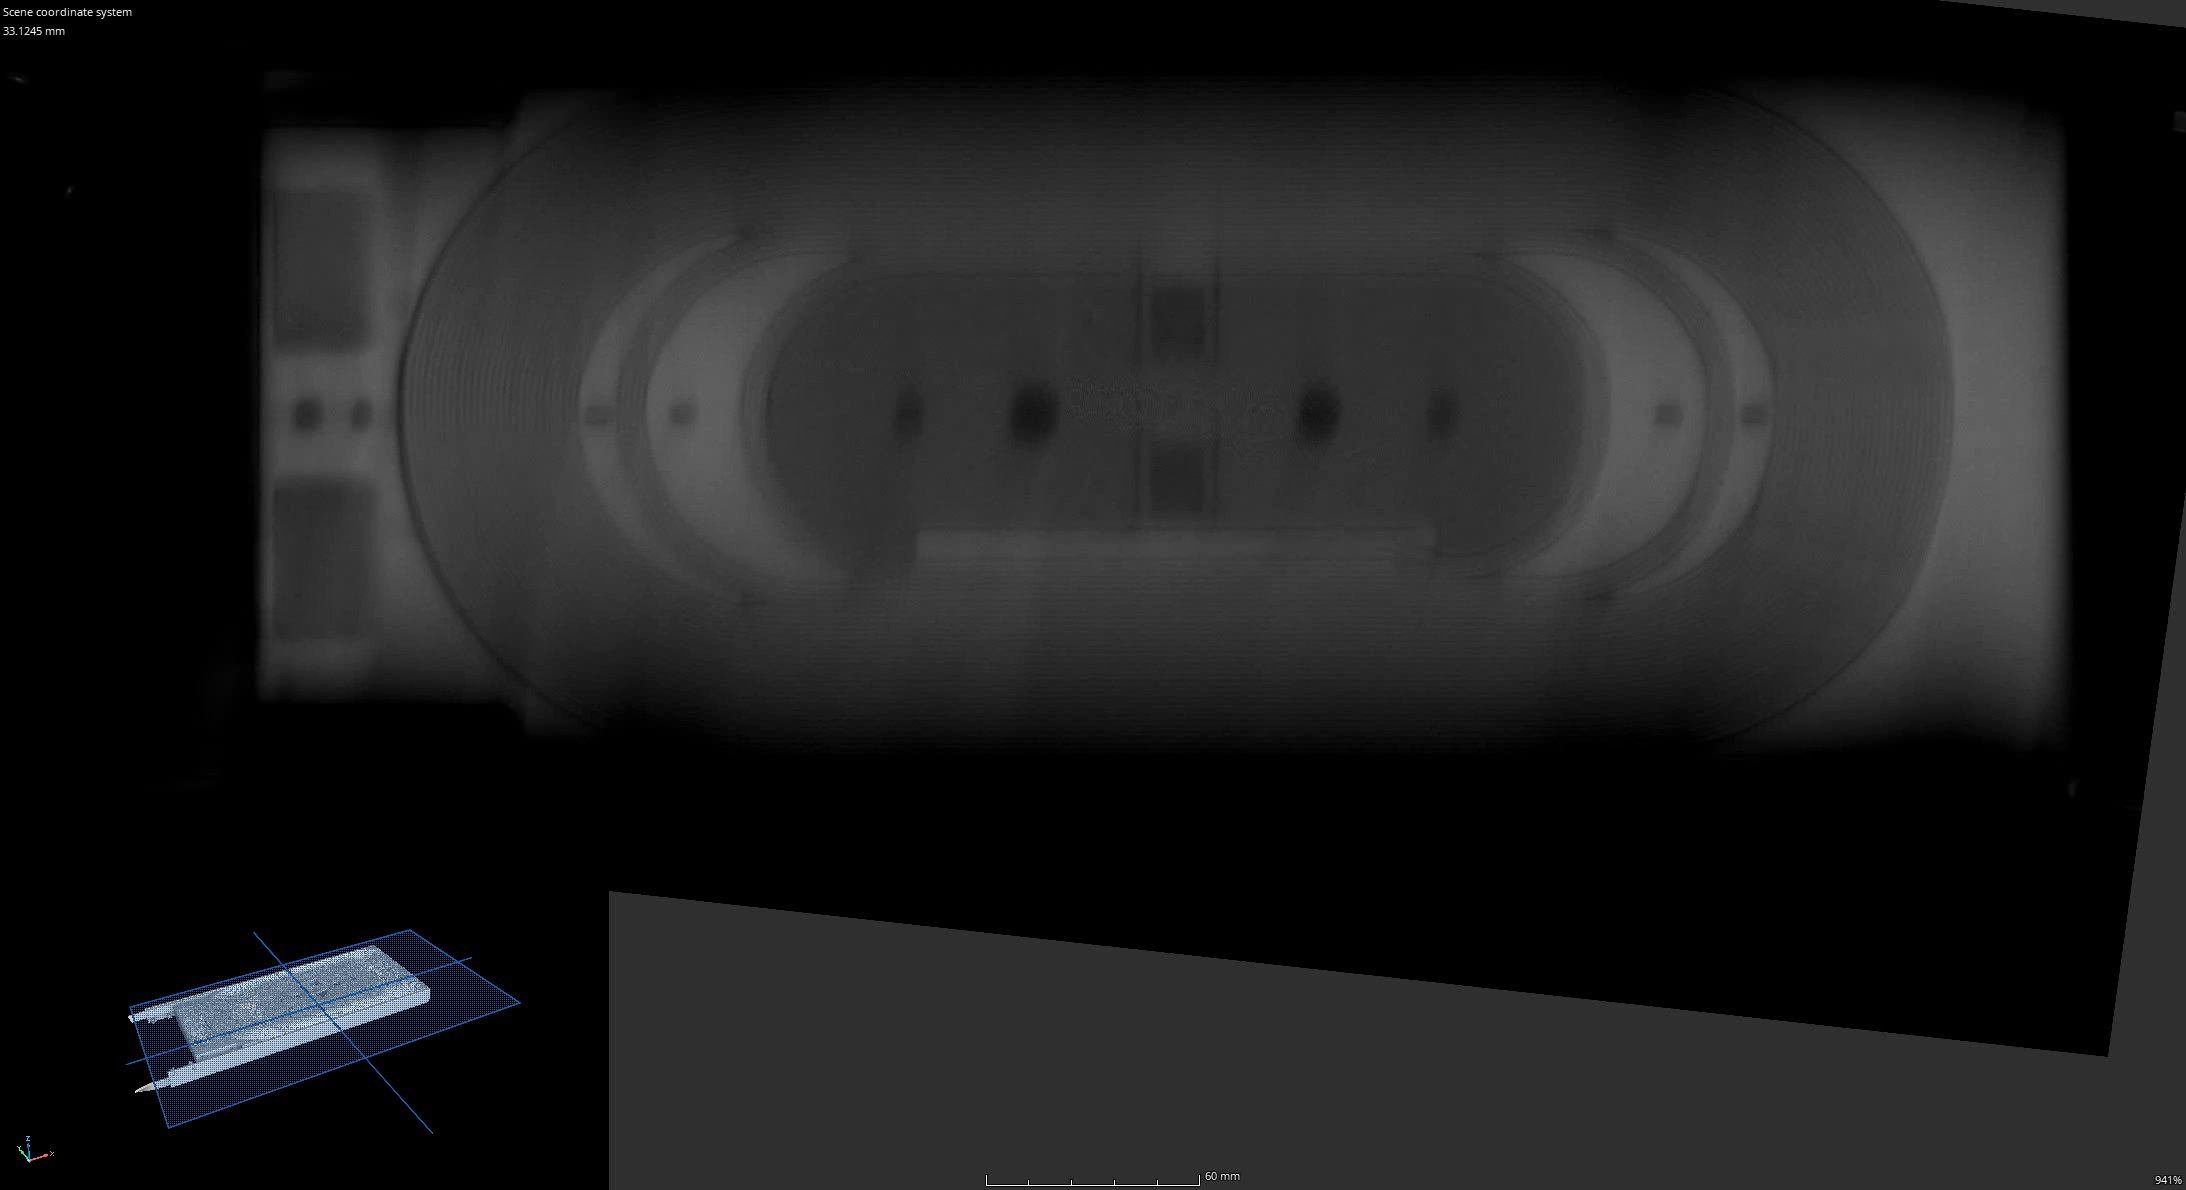 Scene coordinate system
33.1245 mm
z
Y
x
60 mm
941%